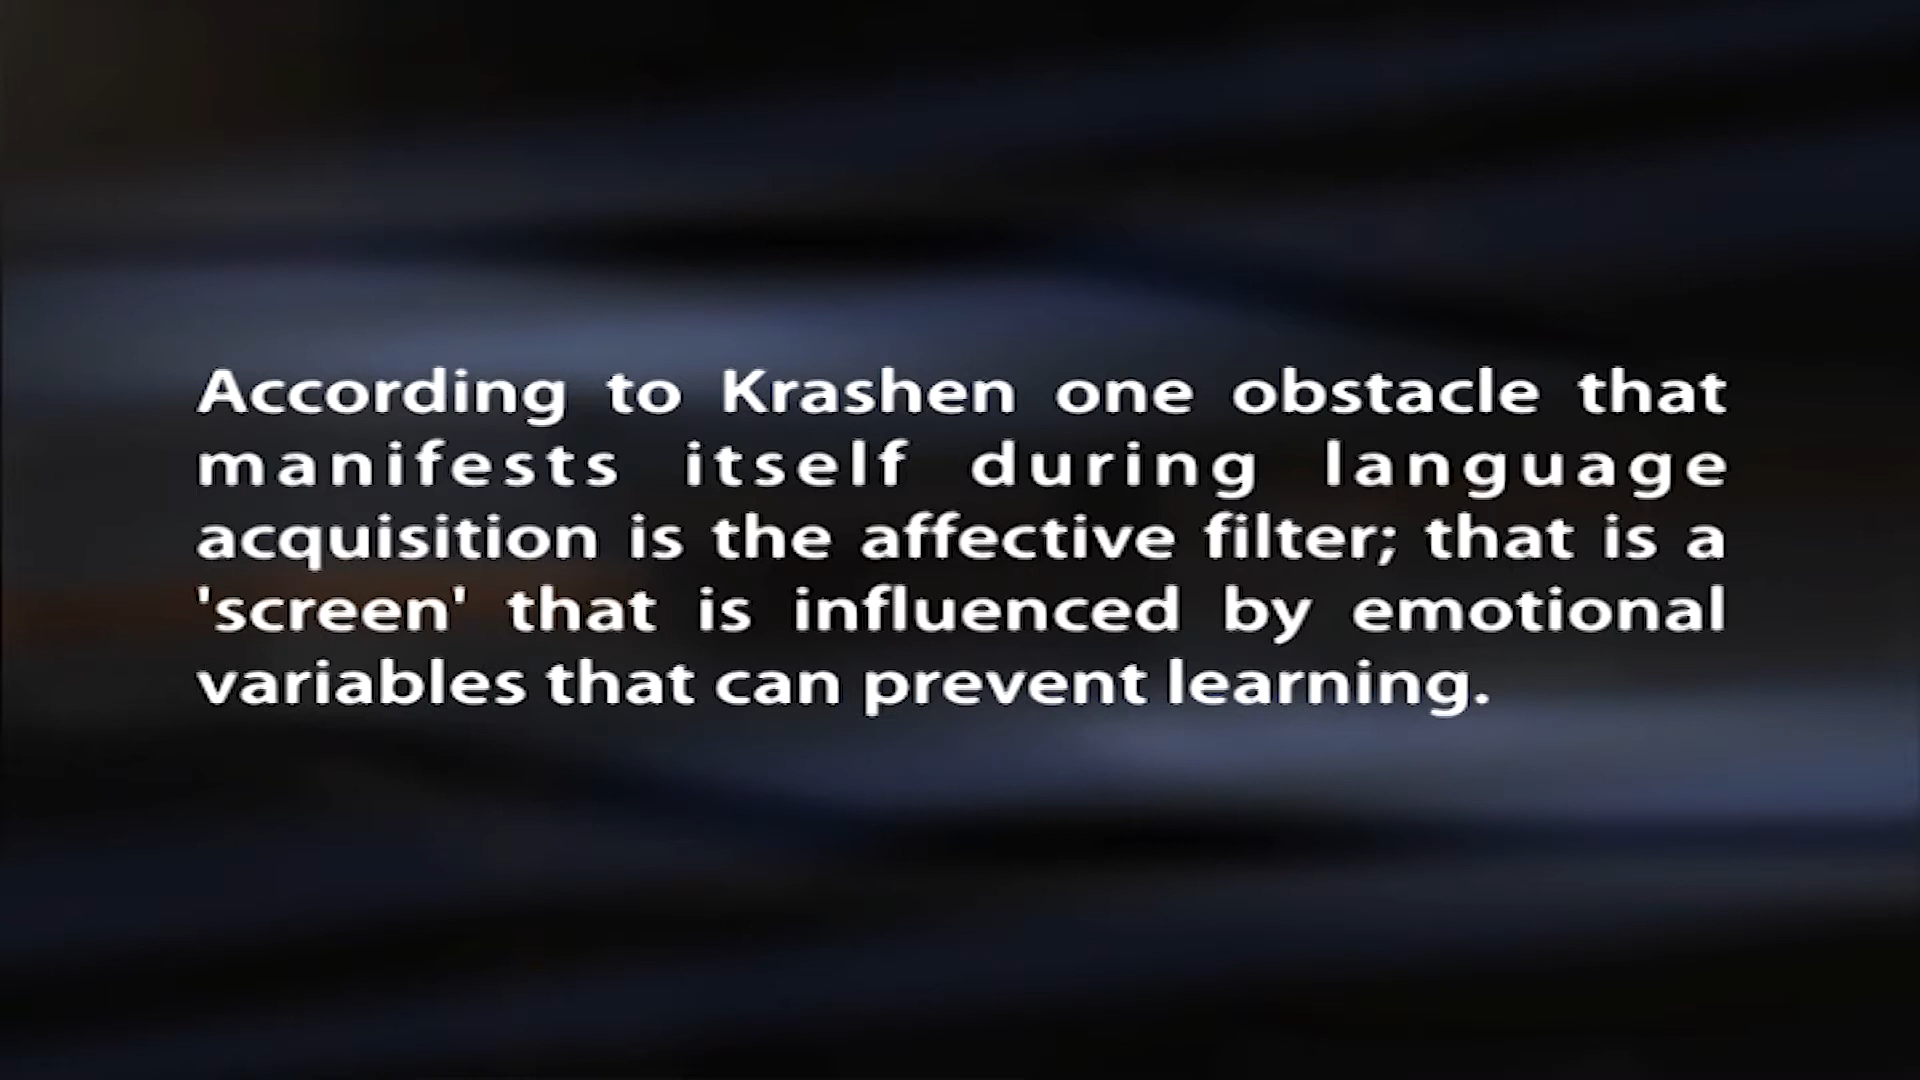 According to Krashen one obstacle that
manifests itself during language
acquisition is the affective filter; that is a
'screen' that is influenced by emotional
variables that can prevent learning.